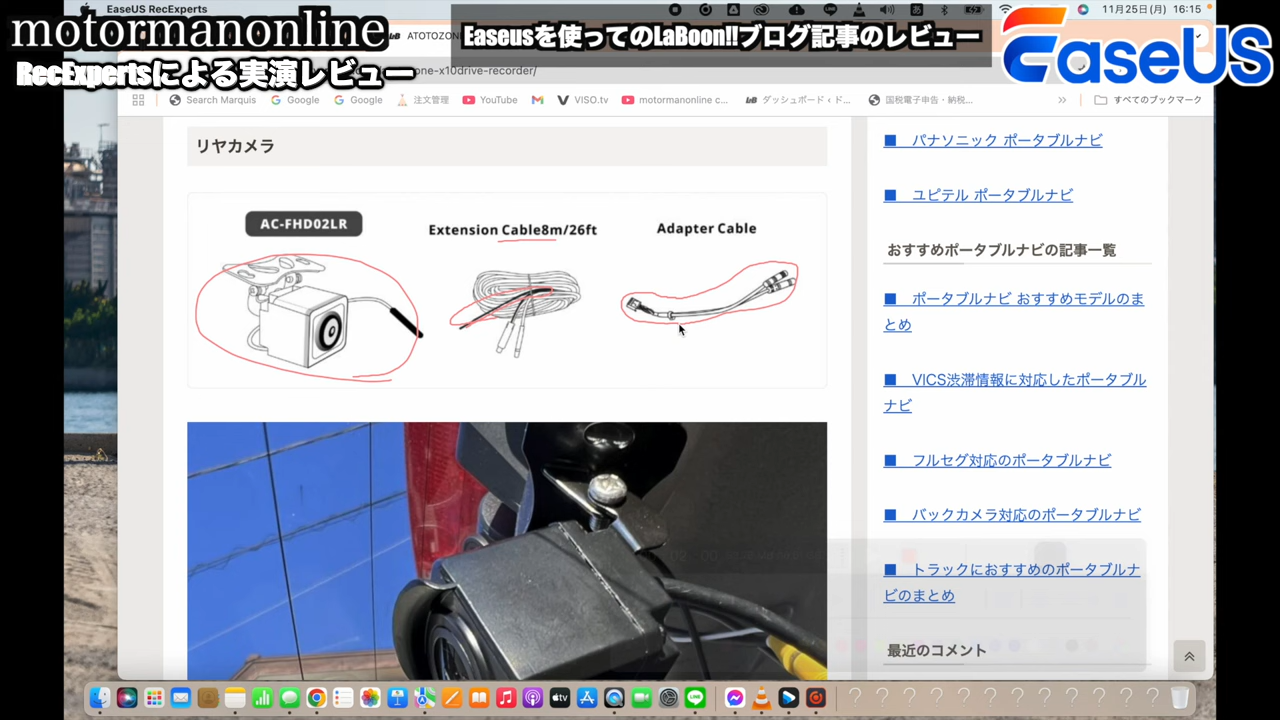 EaseUS RecExperts
11月25日(月) 16:15
motormanonline
RecExpertsによる実演レビュー
Easeusを使ってのLaBoon!!ブログ記事のレビュー
EaseUS
ATOTOZO
one-x10drive-recorder/
Search Marquis
Google
Google
注文管理
YouTube
VISO.tv
motormanonline c...
ダッシュボード ‹ ド...
国税電子申告・納税...
すべてのブックマーク
リヤカメラ
AC-FHD02LR
Extension Cable8m/26ft
Adapter Cable
■ パナソニック ポータブルナビ
■ ユピテル ポータブルナビ
おすすめポータブルナビの記事一覧
■ ポータブルナビ おすすめモデルのま
とめ
■ VICS渋滞情報に対応したポータブル
ナビ
■ フルセグ対応のポータブルナビ
■ バックカメラ対応のポータブルナビ
■ トラックにおすすめのポータブルナ
ビのまとめ
最近のコメント
tv